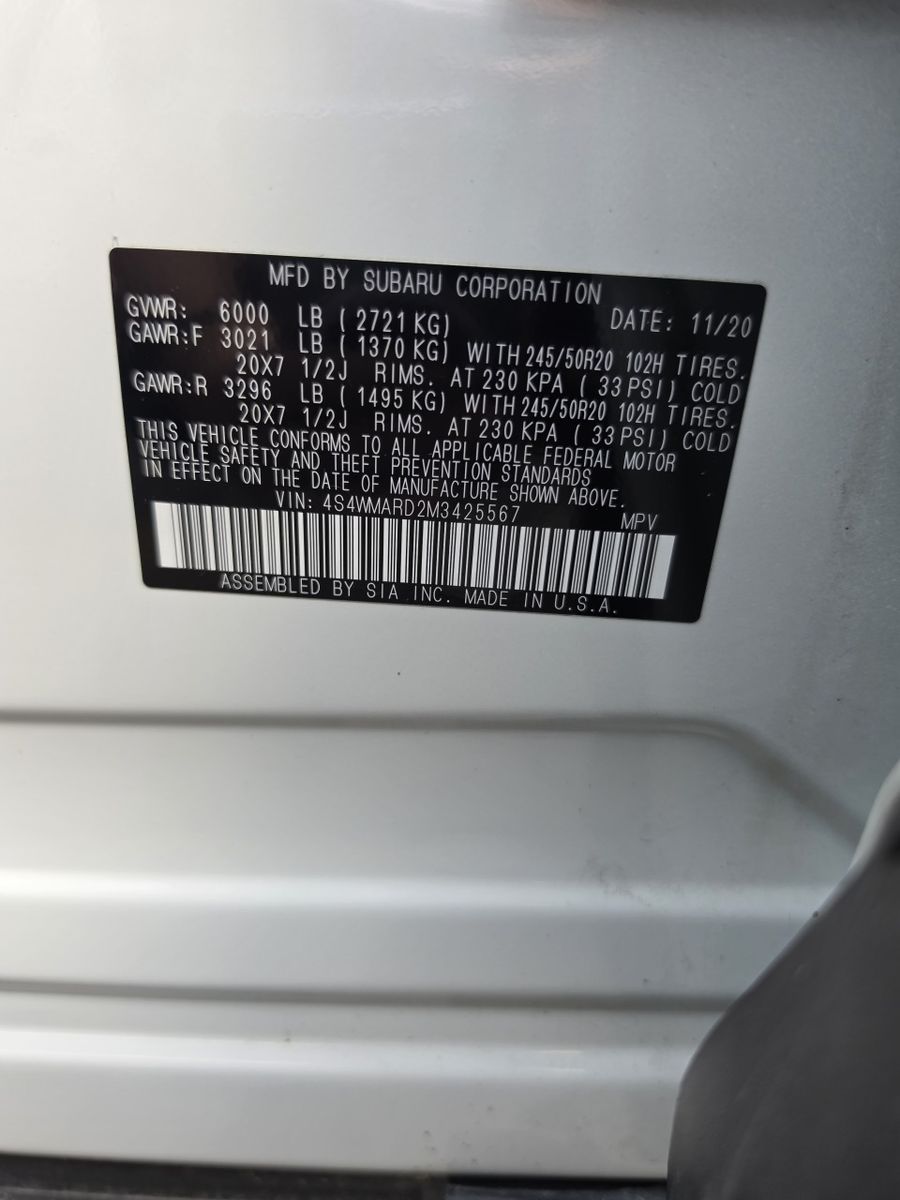 MFD BY SUBARU CORPORATION
GVWR: 6000 LB ( 2721 KG) DATE: 11/20
GAWR:F 3021 LB ( 1370 KG) WITH 245/50R20 102H TIRES.
20X7 1/2J RIMS. AT 230 KPA ( 33 PSI) COLD
GAWR:R 3296 LB ( 1495 KG) WITH 245/50R20 102H TIRES.
20X7 1/2J RIMS. AT 230 KPA ( 33 PSI) COLD
THIS VEHICLE CONFORMS TO ALL APPLICABLE FEDERAL MOTOR
VEHICLE SAFETY AND THEFT PREVENTION STANDARDS
IN EFFECT ON THE DATE OF MANUFACTURE SHOWN ABOVE.
VIN: 4S4WMARD2M3425567 MPV
ASSEMBLED BY SIA INC. MADE IN U.S.A.